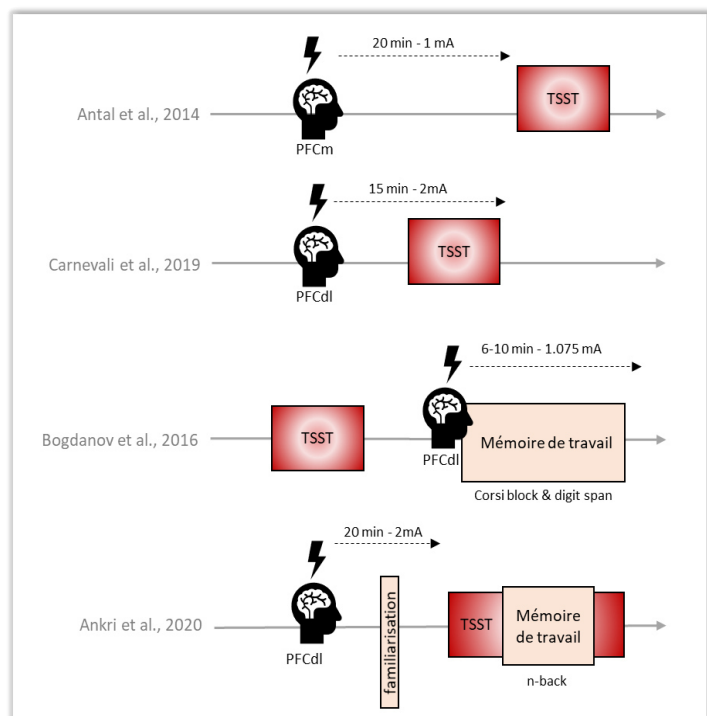 20 min - 1 mA
TSST
Antal et al., 2014
PFCm
15 min - 2mA
TSST
Carnevali et al., 2019
PFCdl
6-10 min - 1.075 mA
TSST
Mémoire de travail
Bogdanov et al., 2016
PFCdl
Corsi block & digit span
20 min - 2mA
familiarisation
TSST
Mémoire
de travail
Ankri et al., 2020
PFCdl
n-back